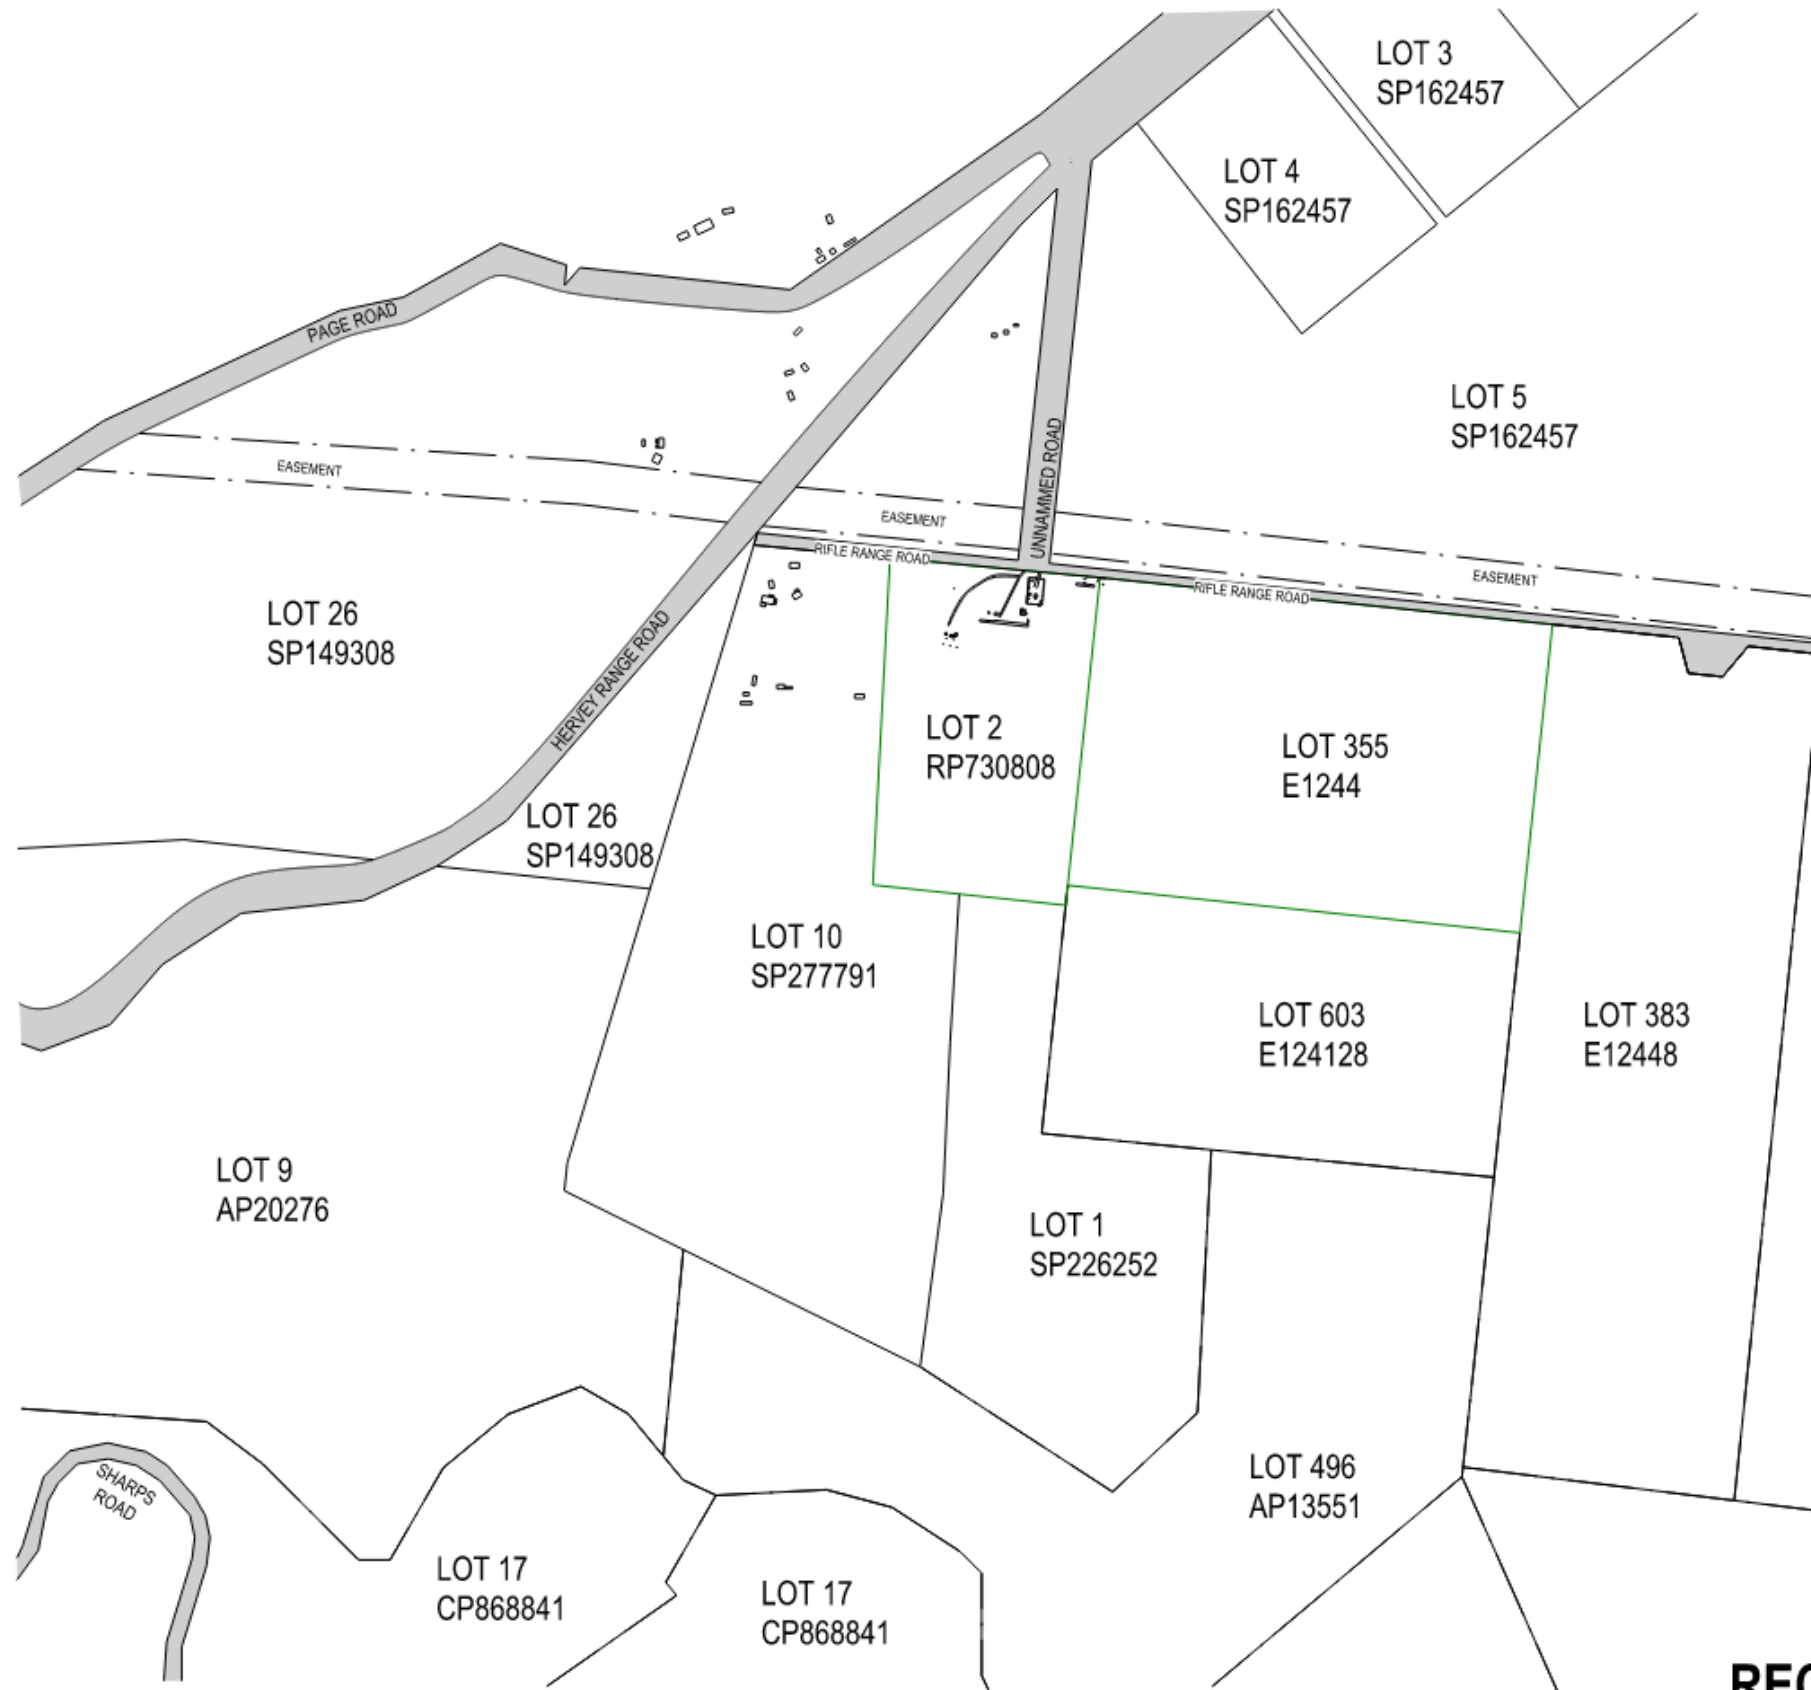 LOT 3
SP162457
LOT 4
SP162457
PAGE ROAD
LOT 5
SP162457
UNNAMMED ROAD
EASEMENT
EASEMENT
RIFLE RANGE ROAD
EASEMENT
RIFLE RANGE ROAD
LOT 26
SP149308
HERVEY RANGE ROAD
LOT 2
RP730808
LOT 355
E1244
LOT 26
SP149308
LOT 10
SP277791
LOT 603
E124128
LOT 383
E12448
LOT 9
AP20276
LOT 1
SP226252
SHARPS
ROAD
LOT 496
AP13551
LOT 17
CP868841
LOT 17
CP868841